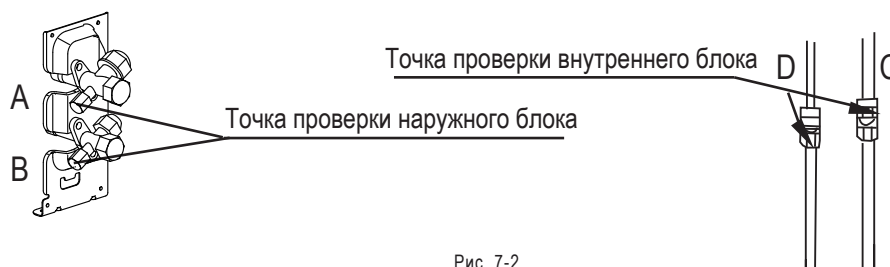 Точка проверки внутреннего блока
D
C
A
Точка проверки наружного блока
B
Рис. 7-2